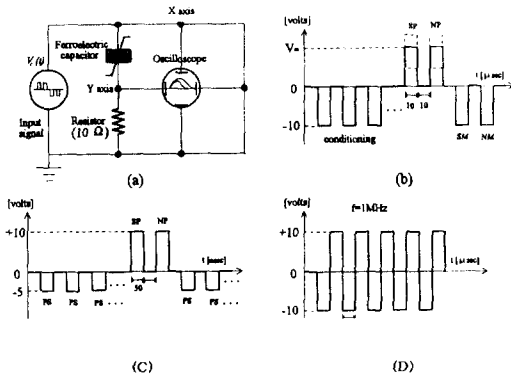 X axis
Ferroelectric
capacitor
Oscilloscope
Y axis
Input
signal
Resistor
(10 Ω)
(a)
[volts]
SP NP
t [μ sec]
0
10 10
-10
conditioning
SM NM
(b)
[volts]
+10
SP NP
0
-5
50
PS PS PS
PS PS
(C)
[volts]
f=1MHz
+10
t [μ sec]
0
-10
(D)